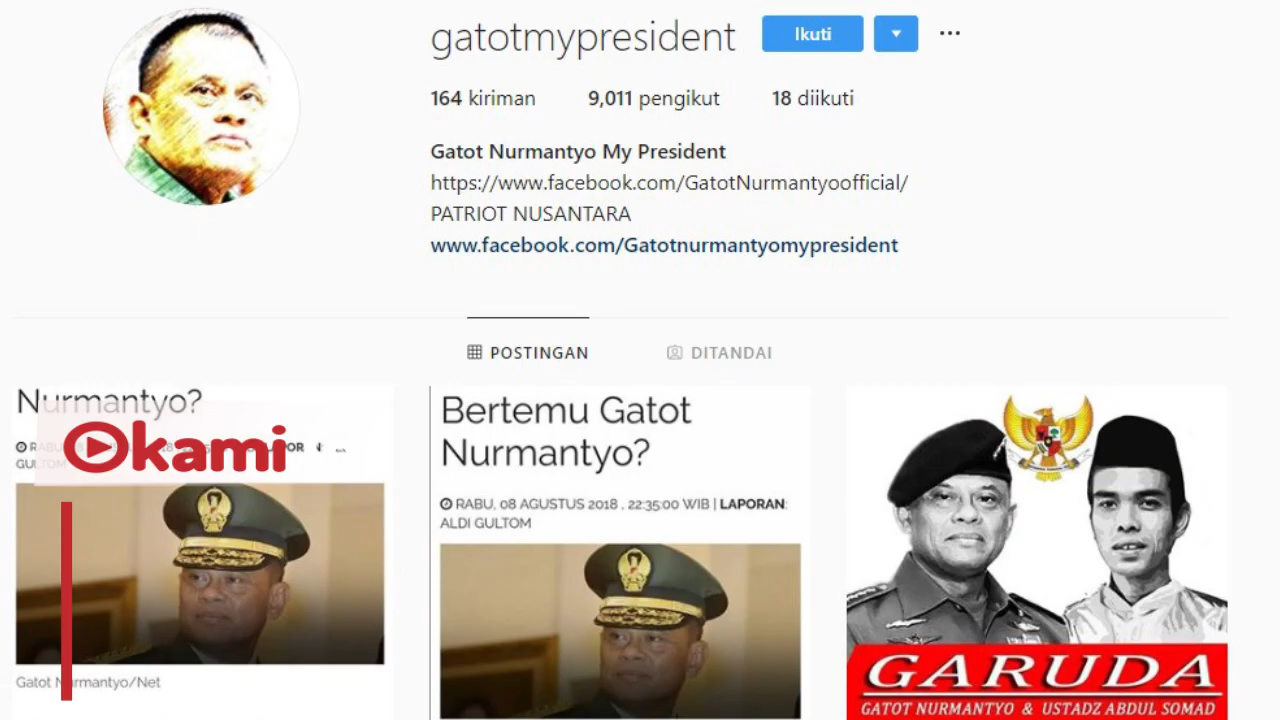 gatotmypresident Ikuti
164 kiriman 9,011 pengikut 18 diikuti
Gatot Nurmantyo My President
https://www.facebook.com/GatotNurmantyoofficial/
PATRIOT NUSANTARA
www.facebook.com/Gatotnurmantyomypresident
POSTINGAN DITANDAI
Nurmantyo?
Okami
Gatot Nurmantyo/Net
Bertemu Gatot
Nurmantyo?
RABU, 08 AGUSTUS 2018 , 22:35:00 WIB | LAPORAN:
ALDI GULTOM
GARUDA
GATOT NURMANTYO & USTADZ ABDUL SOMAD